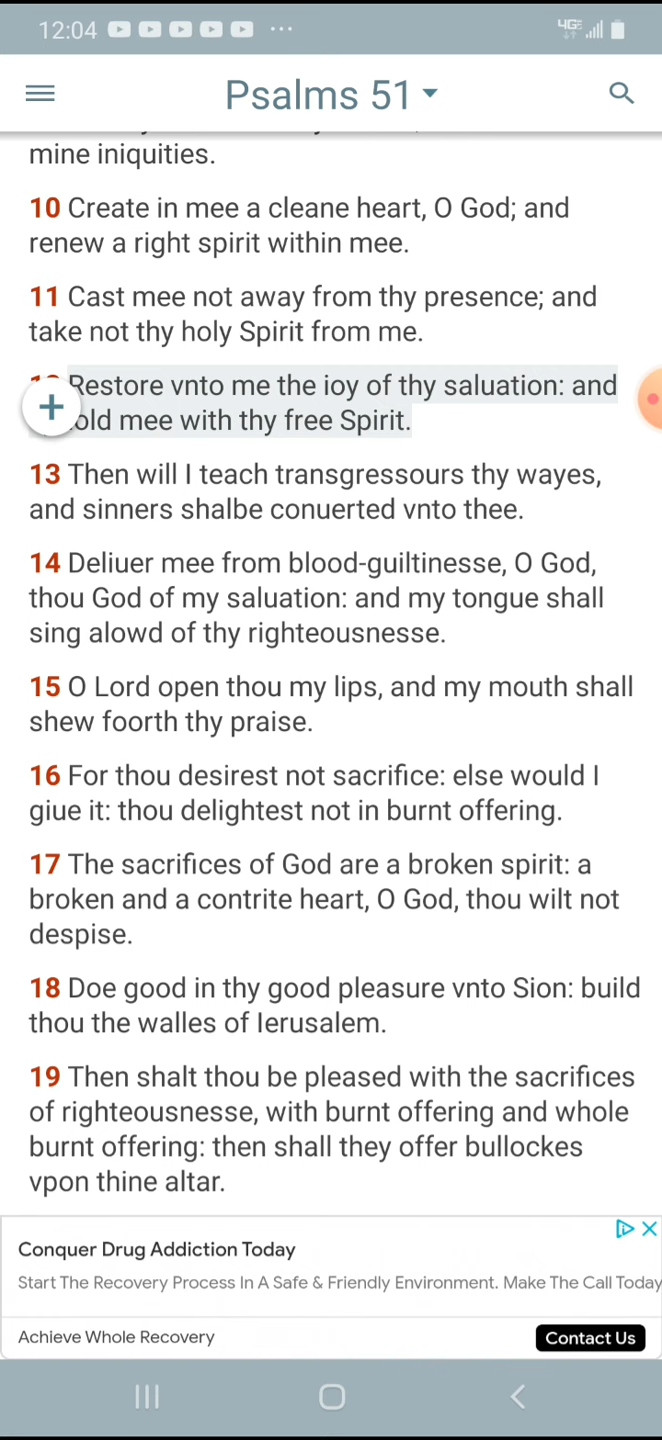 12:04
4GE
Psalms 51
mine iniquities.
10 Create in mee a cleane heart, O God; and
renew a right spirit within mee.
11 Cast mee not away from thy presence; and
take not thy holy Spirit from me.
Restore vnto me the ioy of thy saluation: and
old mee with thy free Spirit.
13 Then will I teach transgressours thy wayes,
and sinners shalbe conuerted vnto thee.
14 Deliuer mee from blood-guiltinesse, O God,
thou God of my saluation: and my tongue shall
sing alowd of thy righteousnesse.
15 O Lord open thou my lips, and my mouth shall
shew foorth thy praise.
16 For thou desirest not sacrifice: else would I
giue it: thou delightest not in burnt offering.
17 The sacrifices of God are a broken spirit: a
broken and a contrite heart, O God, thou wilt not
despise.
18 Doe good in thy good pleasure vnto Sion: build
thou the walles of Ierusalem.
19 Then shalt thou be pleased with the sacrifices
of righteousnesse, with burnt offering and whole
burnt offering: then shall they offer bullockes
vpon thine altar.
Conquer Drug Addiction Today
Start The Recovery Process In A Safe & Friendly Environment. Make The Call Today
Achieve Whole Recovery
Contact Us